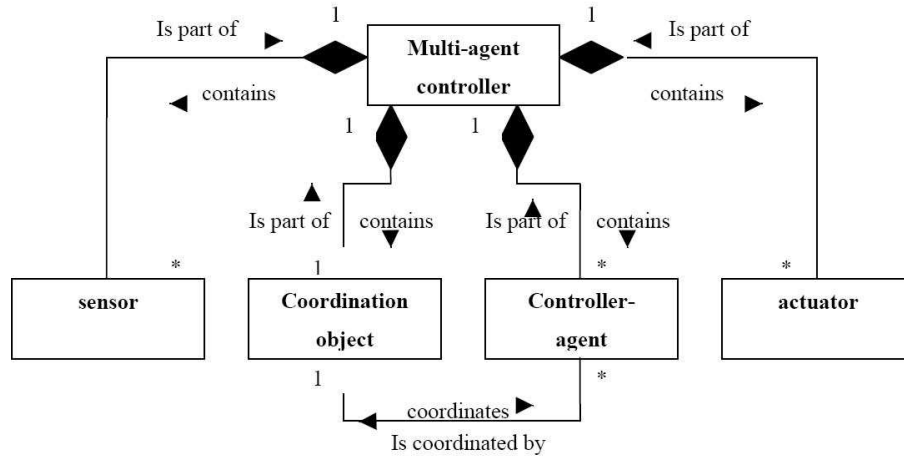 1
1
Is part of
Is part of
Multi-agent
controller
contains
contains
1
1
Is part of
contains
Is part of
contains
*
1
*
*
sensor
Coordination
object
Controller-
agent
actuator
1
*
coordinates
Is coordinated by